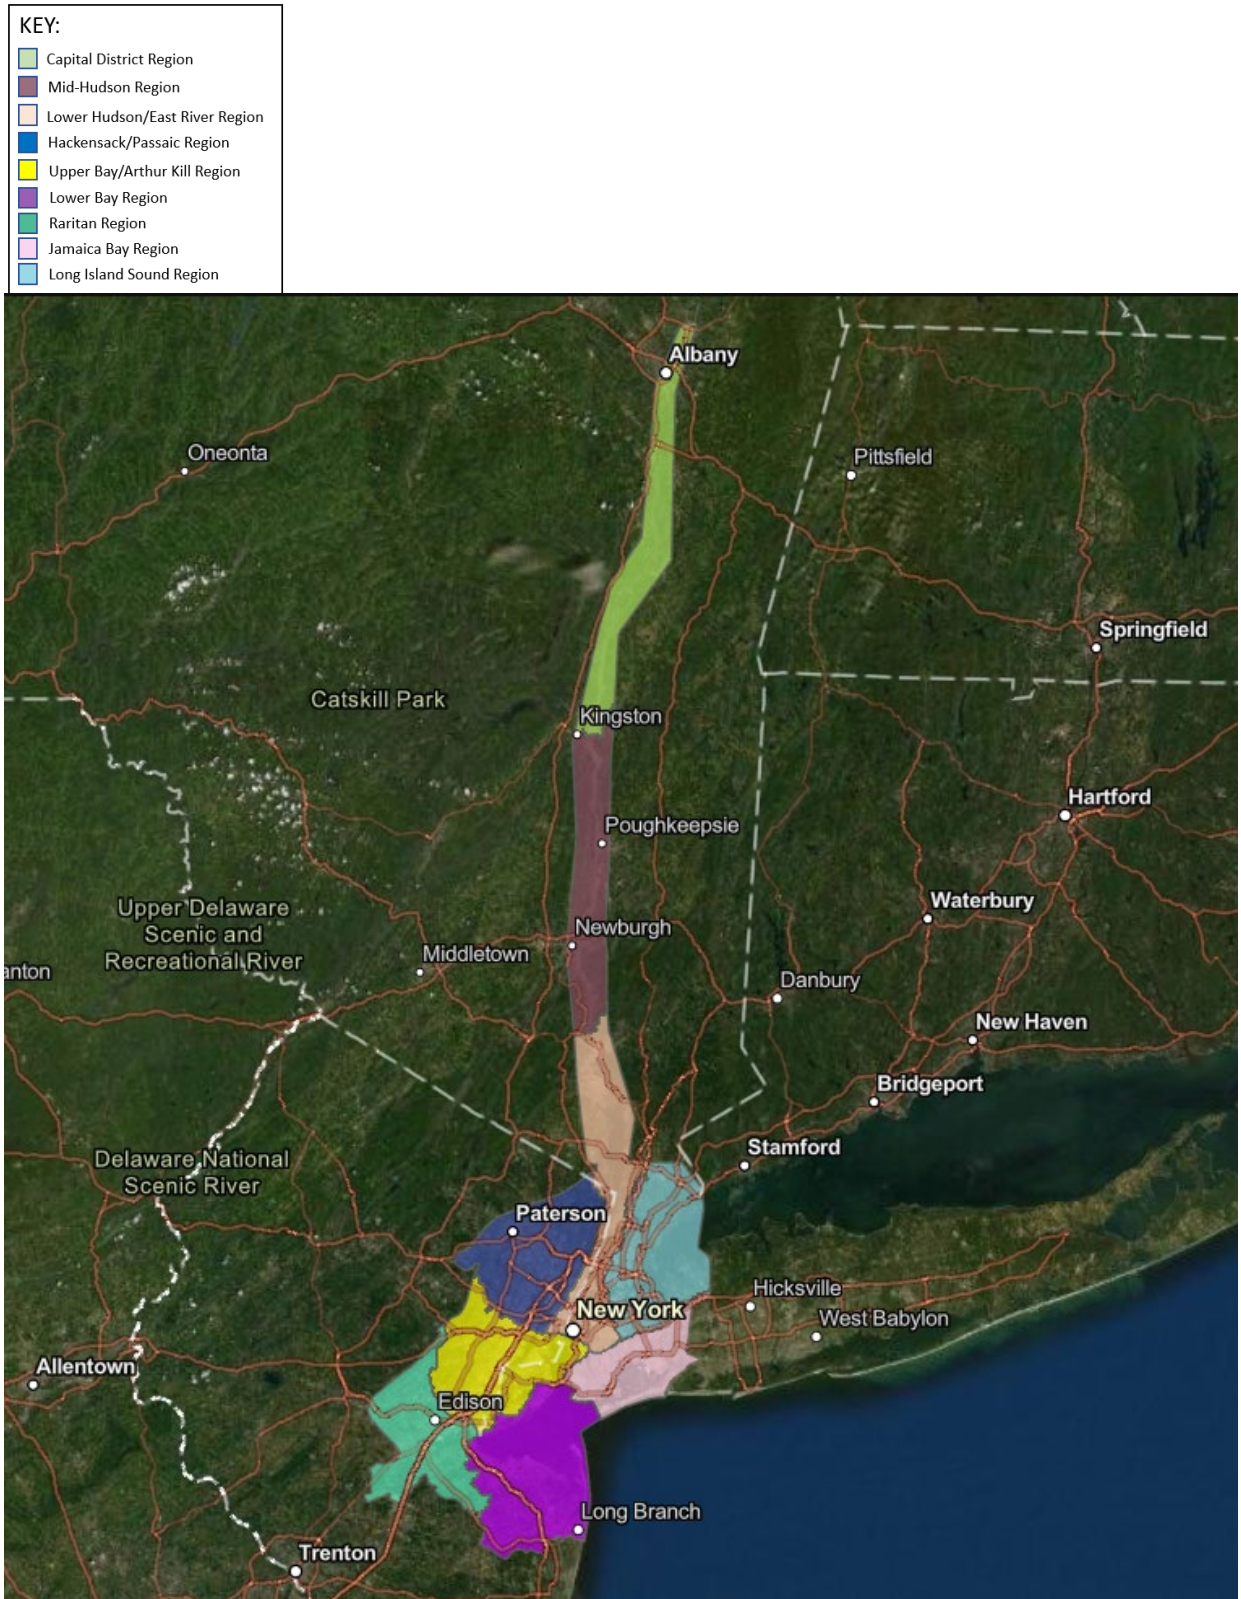 KEY:
Capital District Region
Mid-Hudson Region
Lower Hudson/East River Region
Hackensack/Passaic Region
Upper Bay/Arthur Kill Region
Lower Bay Region
Raritan Region
Jamaica Bay Region
Long Island Sound Region
Albany
Oneonta
Pittsfield
Springfield
Catskill Park
Kingston
Hartford
Poughkeepsie
Waterbury
Upper Delaware
Scenic and
Recreational River
Newburgh
Middletown
anton
Danbury
New Haven
Bridgeport
Stamford
Delaware National
Scenic River
Paterson
Hicksville
New York
West Babylon
Allentown
Edison
Long Branch
Trenton